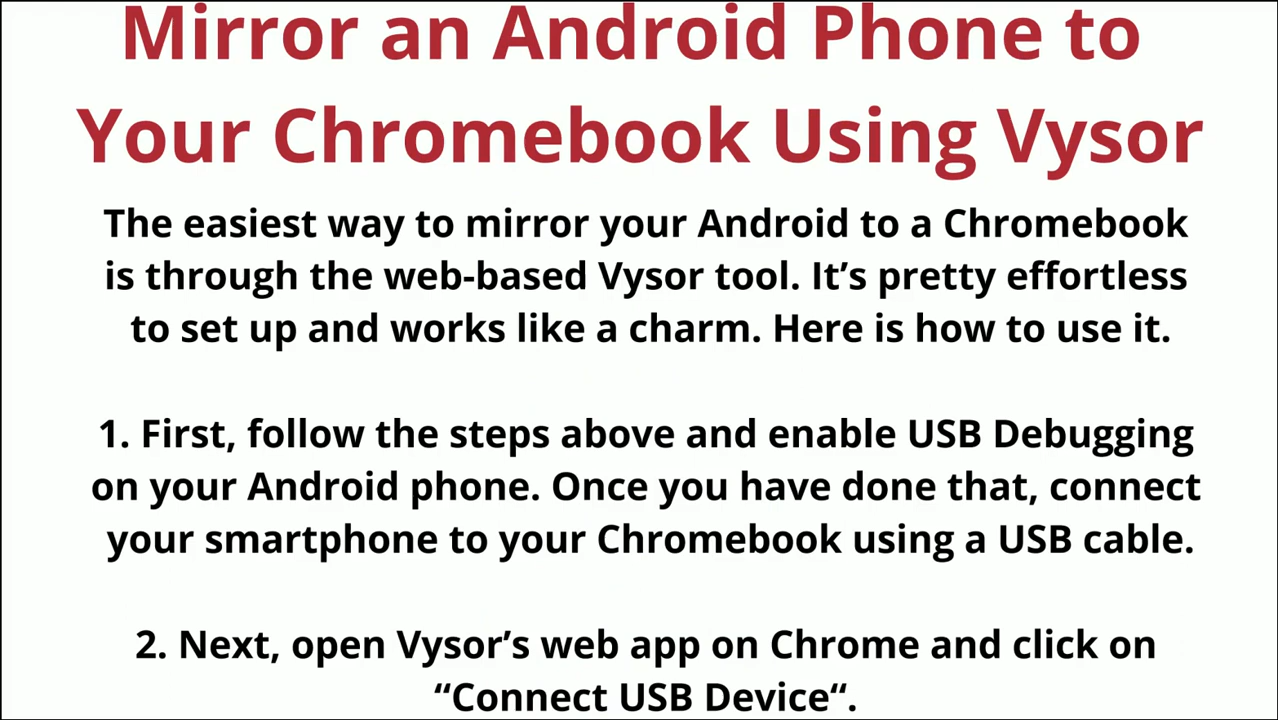 Mirror an Android Phone to
Your Chromebook Using Vysor
The easiest way to mirror your Android to a Chromebook
is through the web-based Vysor tool. It’s pretty effortless
to set up and works like a charm. Here is how to use it.
1. First, follow the steps above and enable USB Debugging
on your Android phone. Once you have done that, connect
your smartphone to your Chromebook using a USB cable.
2. Next, open Vysor’s web app on Chrome and click on
“Connect USB Device“.